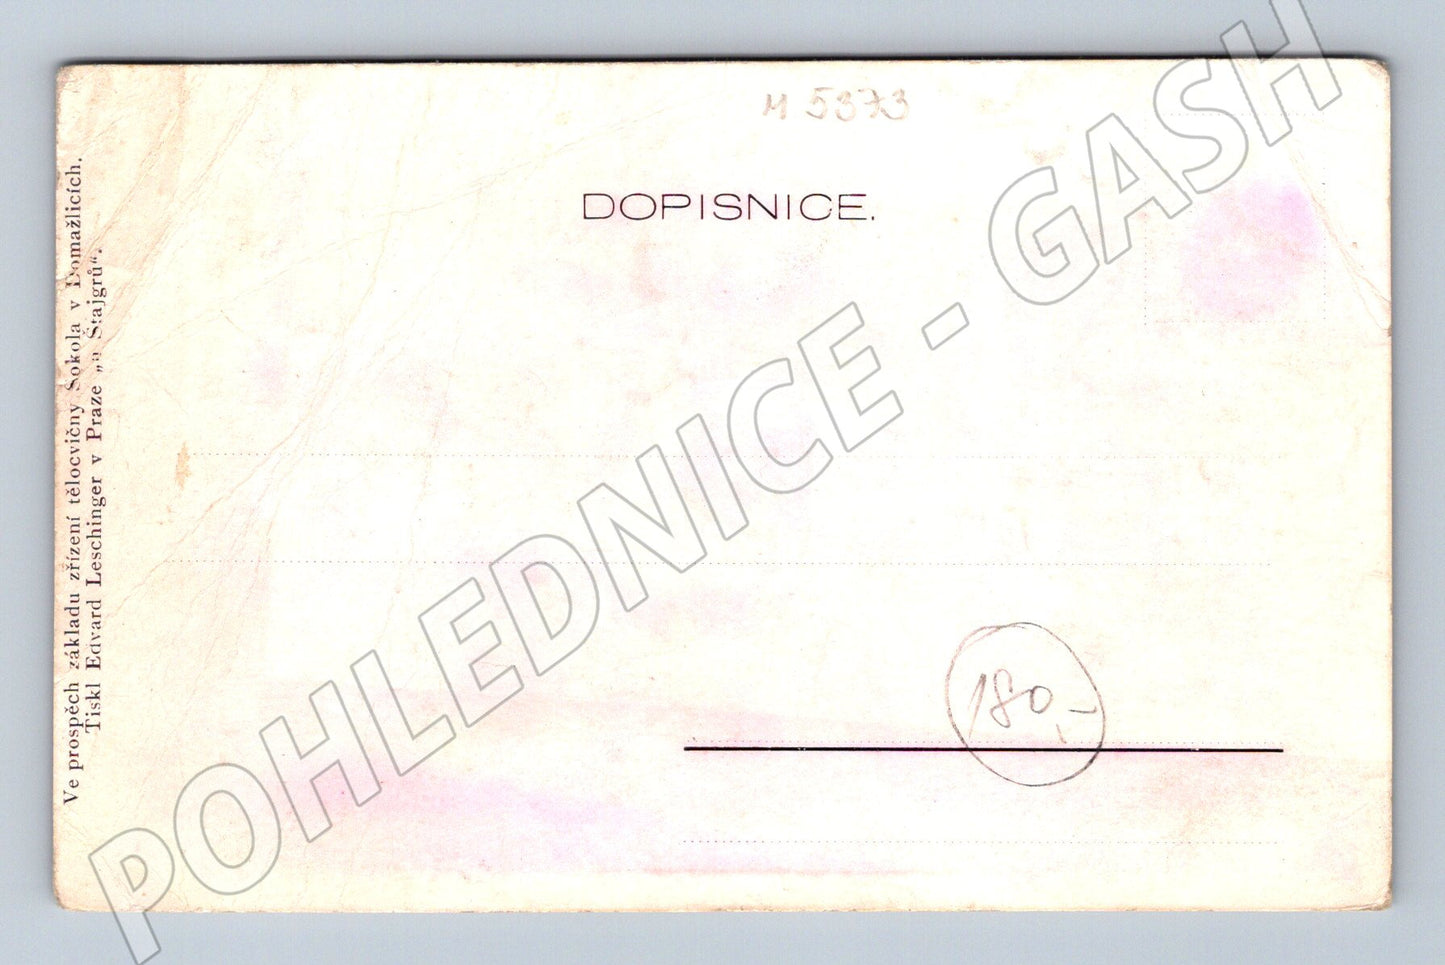 M 5373
DOPISNICE.
Ve prospěch základu zřízení tělocvičny Sokola v Domažlicích.
Tiskl Edvard Leschinger v Praze „u Štajgrů“.
180,-
POHLEDNICE - GASH